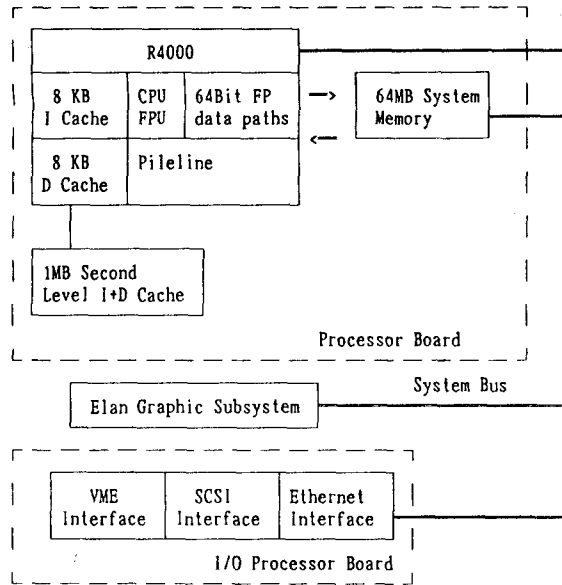 R4000
8 KB
I Cache
CPU
FPU
64Bit FP
data paths
64MB System
Memory
8 KB
D Cache
Pileline
1MB Second
Level I+D Cache
Processor Board
System Bus
Elan Graphic Subsystem
VME
Interface
SCSI
Interface
Ethernet
Interface
I/O Processor Board